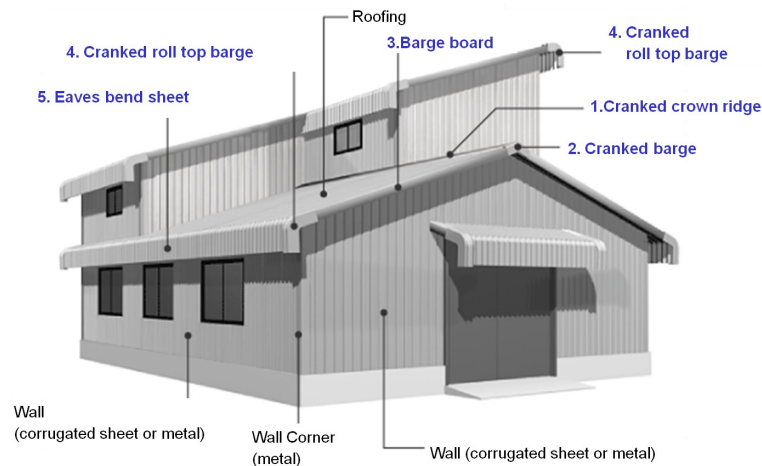 Roofing
4. Cranked roll top barge
3.Barge board
4. Cranked
roll top barge
5. Eaves bend sheet
1.Cranked crown ridge
2. Cranked barge
Wall
(corrugated sheet or metal)
Wall Corner
(metal)
Wall (corrugated sheet or metal)